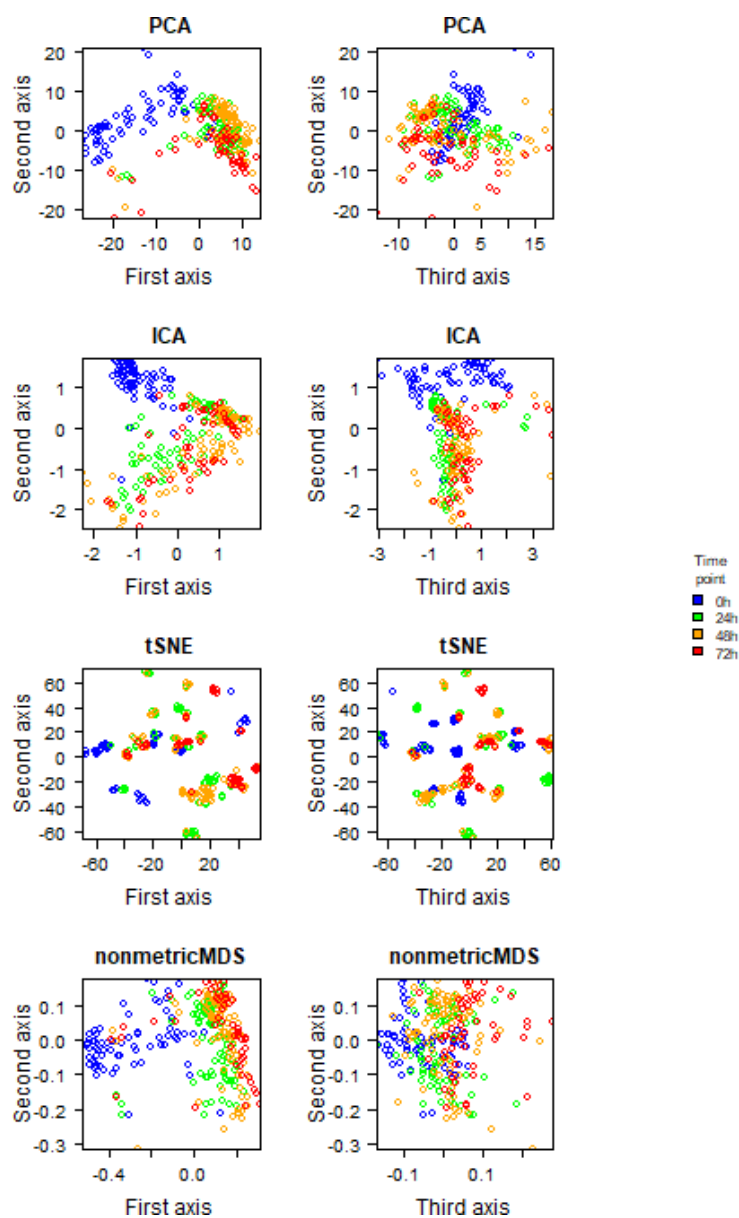 PCA PCA
20 20
10 10
0 0
-10 -10
-20 -20
Second axis Second axis
-20 -10 0 10 -10 0 5 15
First axis Third axis
ICA ICA
1 1
0 0
-1 -1
-2 -2
Second axis Second axis
-2 -1 0 1 -3 -1 1 3
First axis Third axis
Time
point
0h
24h
48h
72h
tSNE tSNE
60 60
40 40
20 20
0 0
-20 -20
-40 -40
-60 -60
Second axis Second axis
-60 -20 20 -60 -20 20 60
First axis Third axis
nonmetricMDS nonmetricMDS
0.1 0.1
0.0 0.0
-0.1 -0.1
-0.2 -0.2
-0.3 -0.3
Second axis Second axis
-0.4 0.0 -0.1 0.1
First axis Third axis